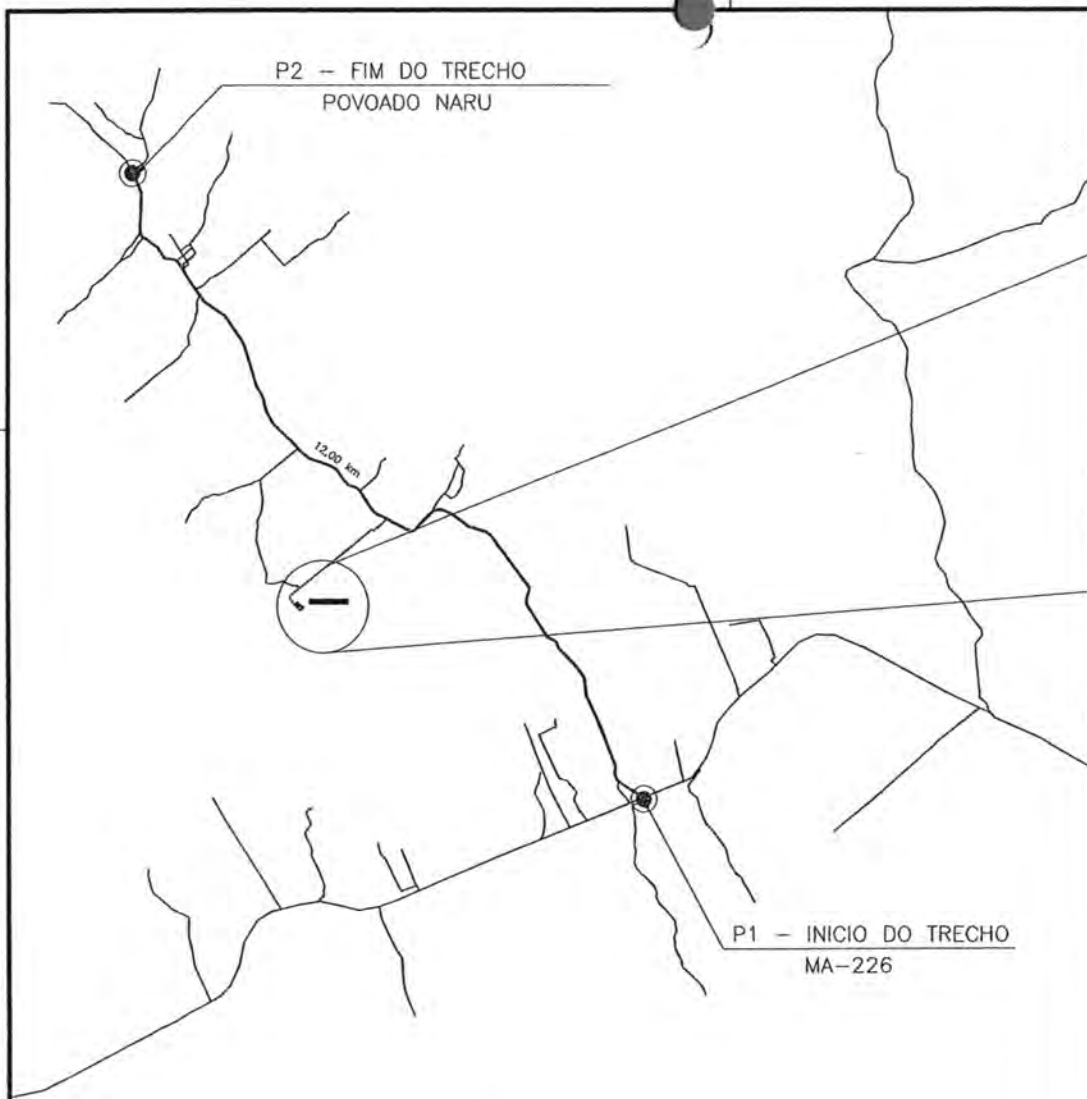 P2 - FIM DO TRECHO
POVOADO NARU
12,00 km
P1 - INICIO DO TRECHO
MA-226